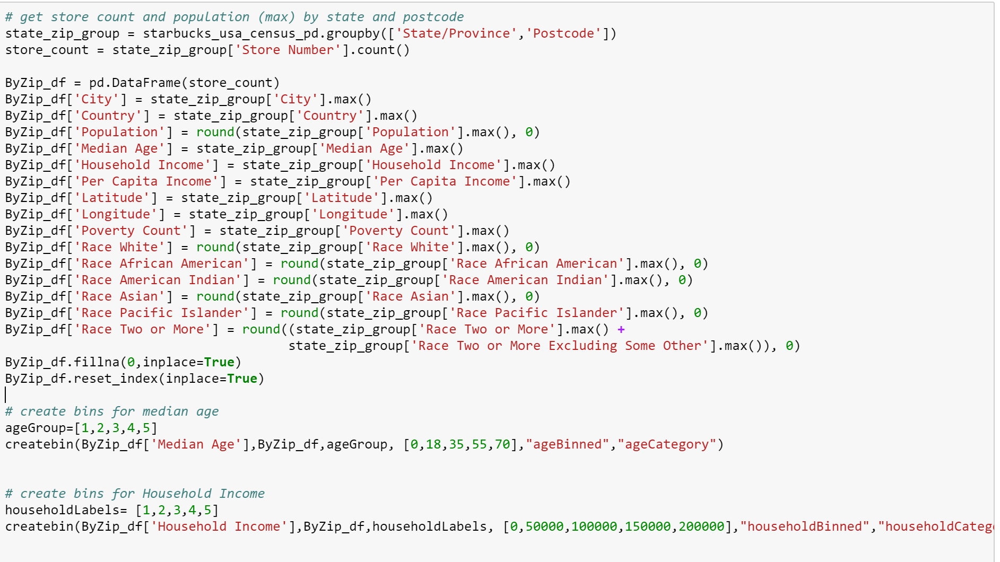 # get store count and population (max) by state and postcode
state_zip_group = starbucks_usa_census_pd.groupby(['State/Province','Postcode'])
store_count = state_zip_group['Store Number'].count()
ByZip_df = pd.DataFrame(store_count)
ByZip_df['City'] = state_zip_group['City'].max()
ByZip_df['Country'] = state_zip_group['Country'].max()
ByZip_df['Population'] = round(state_zip_group['Population'].max(), 0)
ByZip_df['Median Age'] = state_zip_group['Median Age'].max()
ByZip_df['Household Income'] = state_zip_group['Household Income'].max()
ByZip_df['Per Capita Income'] = state_zip_group['Per Capita Income'].max()
ByZip_df['Latitude'] = state_zip_group['Latitude'].max()
ByZip_df['Longitude'] = state_zip_group['Longitude'].max()
ByZip_df['Poverty Count'] = state_zip_group['Poverty Count'].max()
ByZip_df['Race White'] = round(state_zip_group['Race White'].max(), 0)
ByZip_df['Race African American'] = round(state_zip_group['Race African American'].max(), 0)
ByZip_df['Race American Indian'] = round(state_zip_group['Race American Indian'].max(), 0)
ByZip_df['Race Asian'] = round(state_zip_group['Race Asian'].max(), 0)
ByZip_df['Race Pacific Islander'] = round(state_zip_group['Race Pacific Islander'].max(), 0)
ByZip_df['Race Two or More'] = round((state_zip_group['Race Two or More'].max() +
state_zip_group['Race Two or More Excluding Some Other'].max()), 0)
ByZip_df.fillna(0,inplace=True)
ByZip_df.reset_index(inplace=True)
# create bins for median age
ageGroup=[1,2,3,4,5]
createbin(ByZip_df['Median Age'],ByZip_df,ageGroup, [0,18,35,55,70],"ageBinned","ageCategory")
# create bins for Household Income
householdLabels= [1,2,3,4,5]
createbin(ByZip_df['Household Income'],ByZip_df,householdLabels, [0,50000,100000,150000,200000],"householdBinned","householdCateg